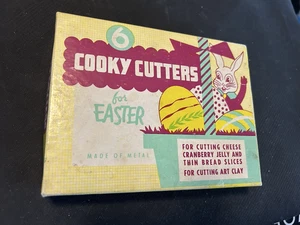 6
COOKY CUTTERS
for
EASTER
MADE OF METAL
FOR CUTTING CHEESE
CRANBERRY JELLY AND
THIN BREAD SLICES
FOR CUTTING ART CLAY